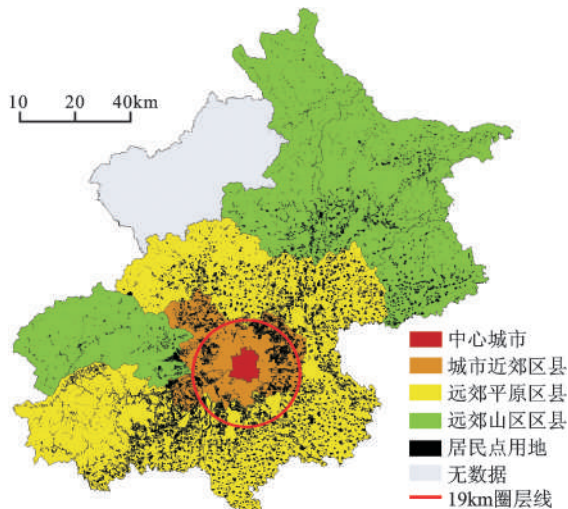 10 20 40km
中心城市
城市近郊区县
远郊平原区县
远郊山区区县
居民点用地
无数据
19km圈层线